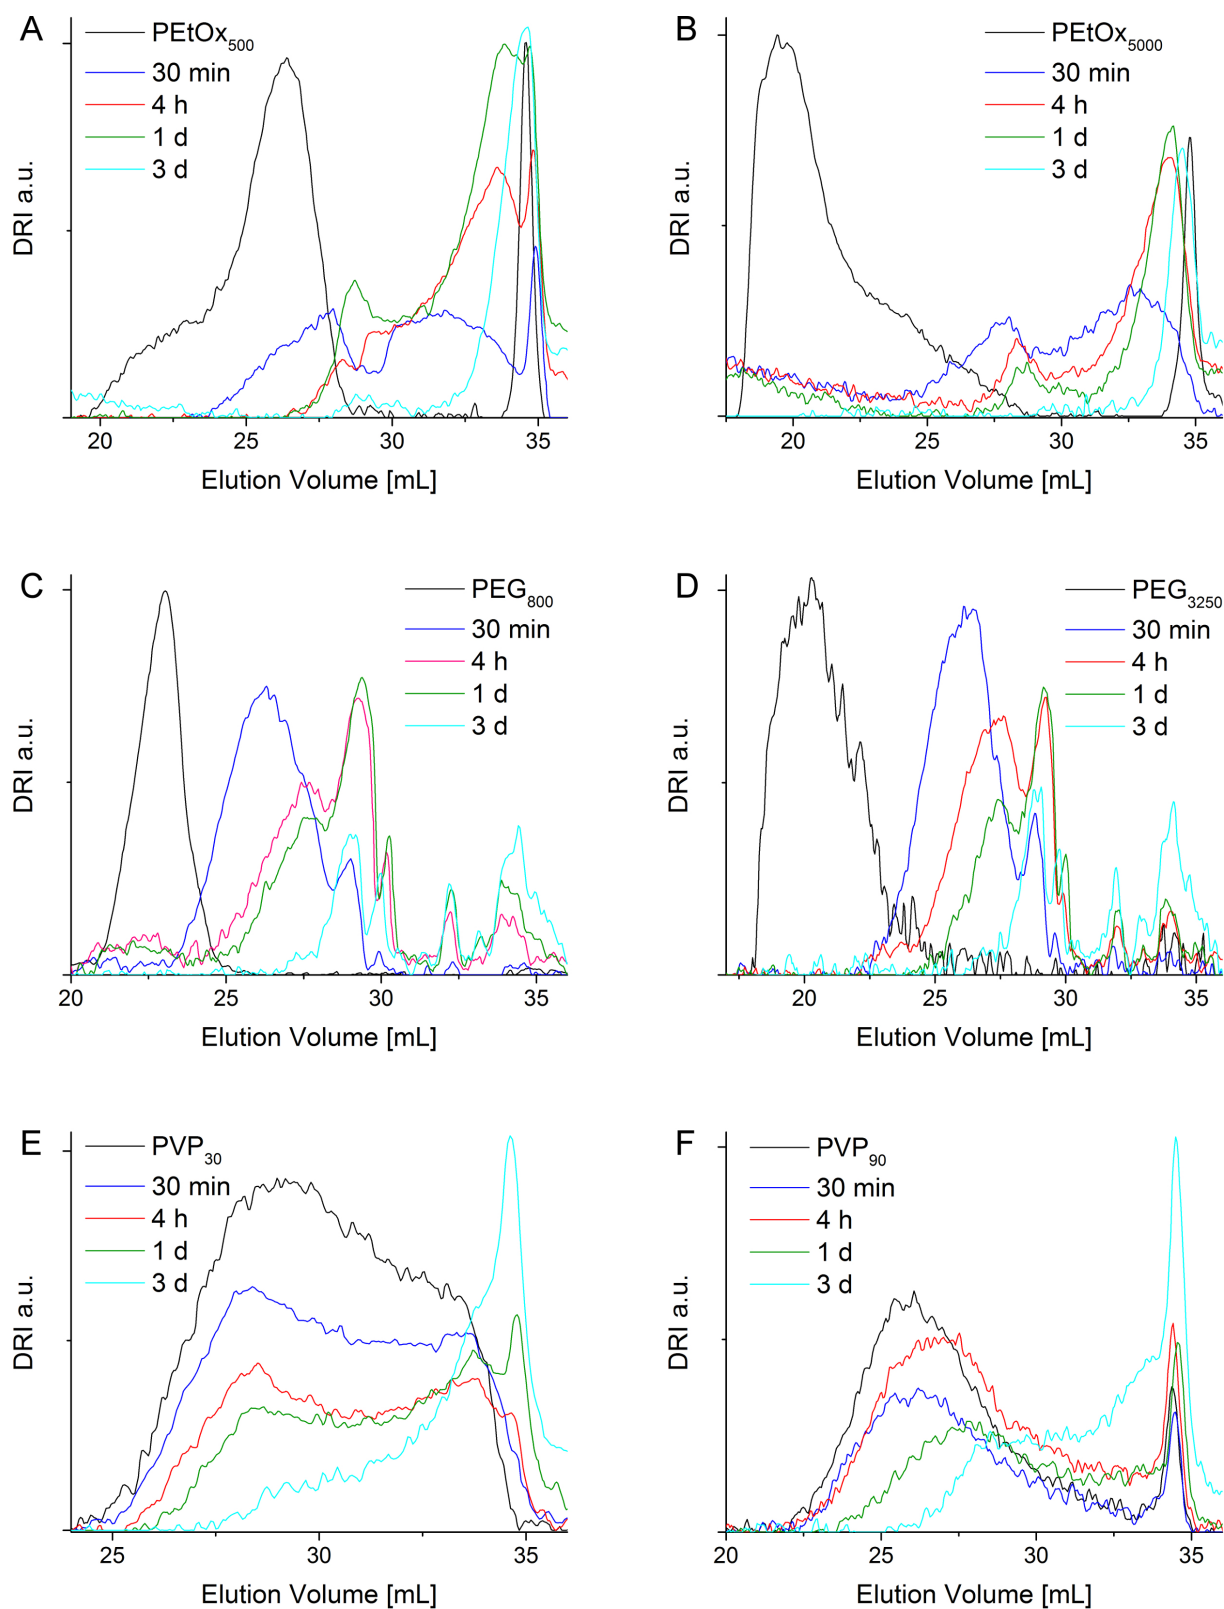 A
PEtOx500
30 min
4 h
1 d
3 d
DRI a.u.
20 25 30 35
Elution Volume [mL]
B
PEtOx5000
30 min
4 h
1 d
3 d
DRI a.u.
20 25 30 35
Elution Volume [mL]
C
PEG800
30 min
4 h
1 d
3 d
DRI a.u.
20 25 30 35
Elution Volume [mL]
D
PEG3250
30 min
4 h
1 d
3 d
DRI a.u.
20 25 30 35
Elution Volume [mL]
E
PVP30
30 min
4 h
1 d
3 d
DRI a.u.
25 30 35
Elution Volume [mL]
F
PVP90
30 min
4 h
1 d
3 d
DRI a.u.
20 25 30 35
Elution Volume [mL]